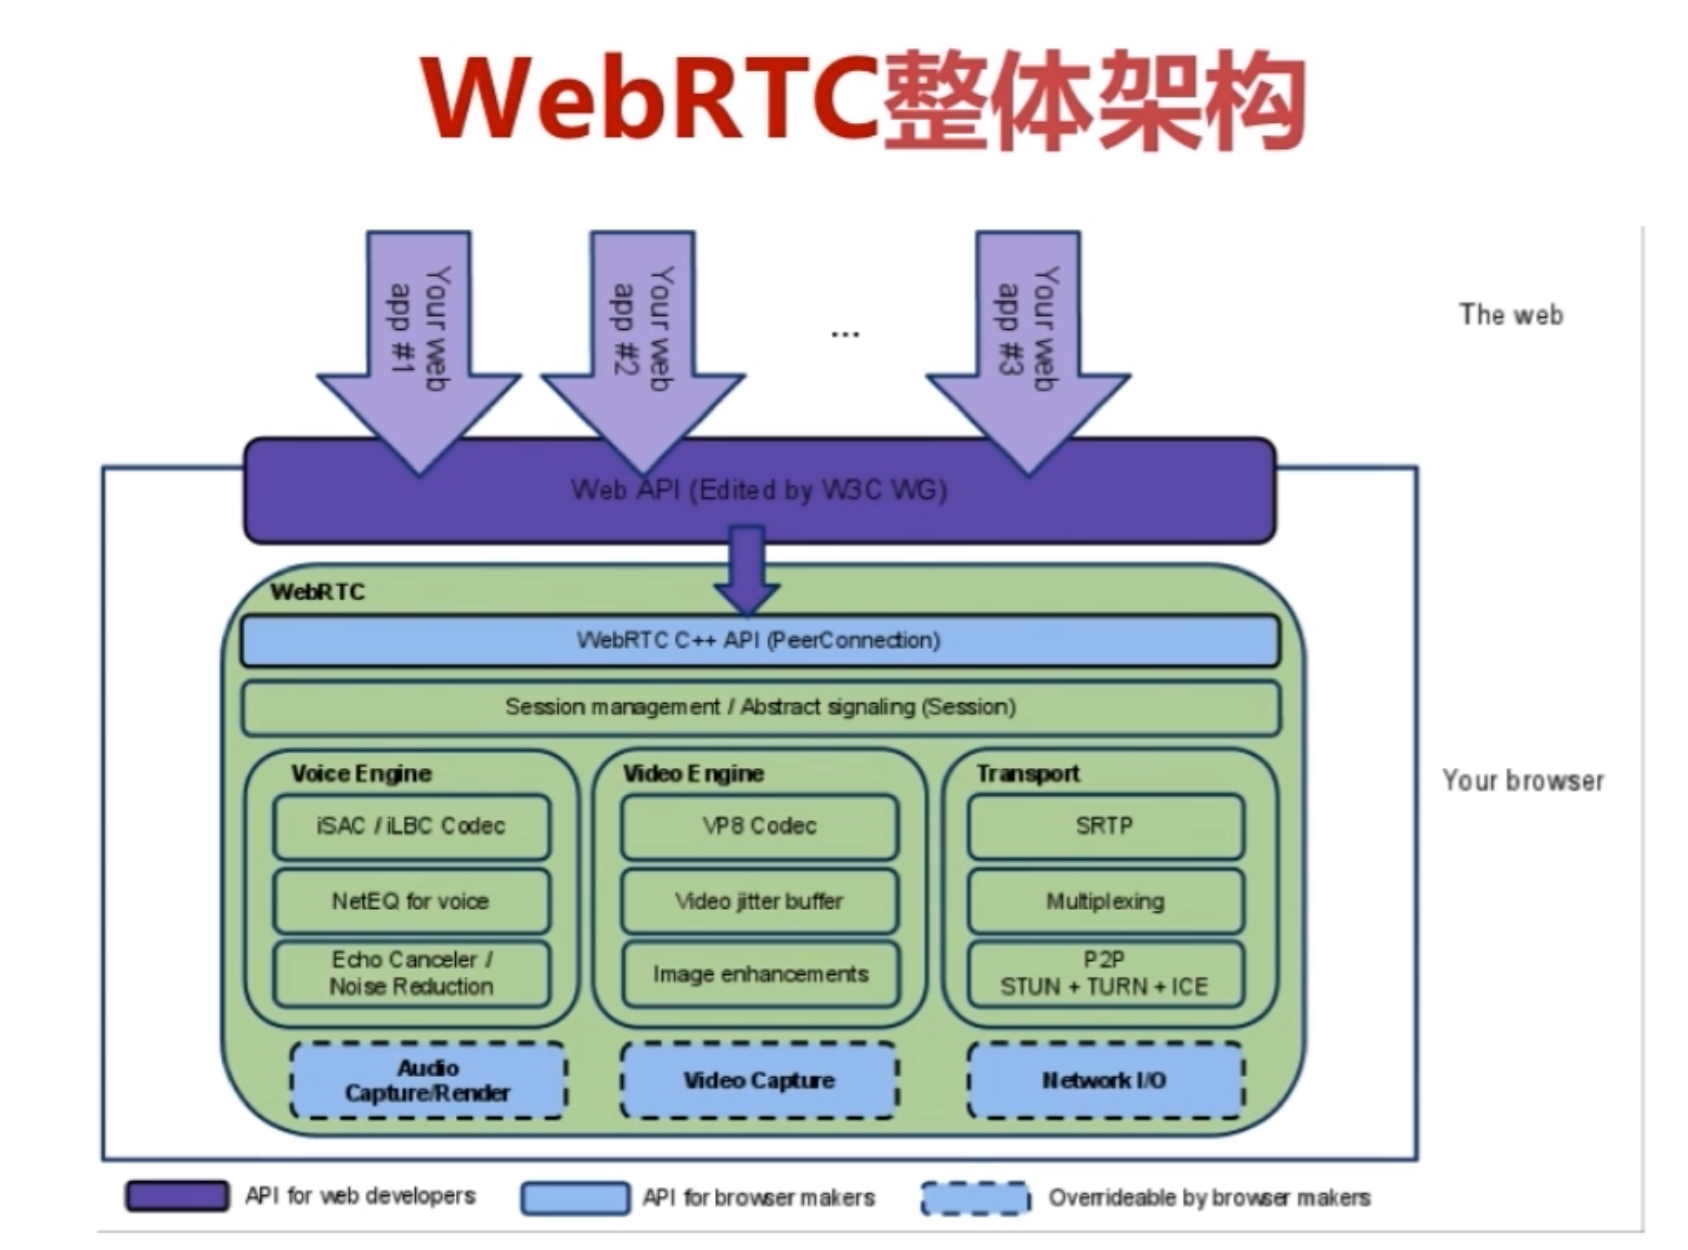 WebRTC整体架构
Your web
app #1
Your web
app #2
...
Your web
app #3
The web
Web API (Edited by W3C WG)
WebRTC
WebRTC C++ API (PeerConnection)
Session management / Abstract signaling (Session)
Your browser
Voice Engine
iSAC / iLBC Codec
NetEQ for voice
Echo Canceler /
Noise Reduction
Video Engine
VP8 Codec
Video jitter buffer
Image enhancements
Transport
SRTP
Multiplexing
P2P
STUN + TURN + ICE
Audio
Capture/Render
Video Capture
Network I/O
API for web developers
API for browser makers
Overrideable by browser makers